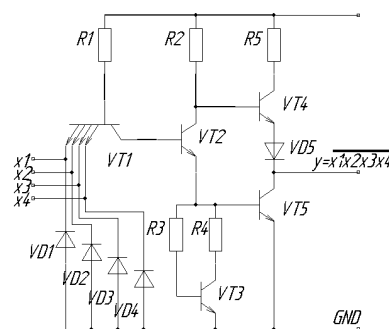 R1 R2 R5
VT4
x1 VT1 VT2 VD5
x2 y=x1x2x3x4
x3
x4 VT5
VD1 R3 R4
VD2
VD3 VT3
VD4 GND